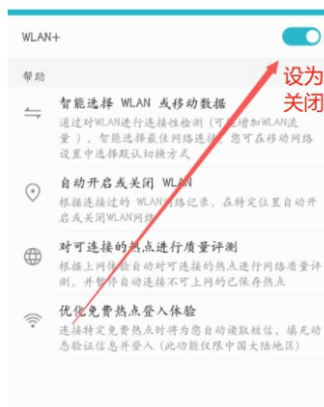 WLAN+
设为
关闭
帮助
智能选择 WLAN 或移动数据
通过对WLAN进行连接性检测（可能增加WLAN流
量），智能选择最佳网络连接。您可在移动网络
设置中选择默认切换方式
自动开启或关闭 WLAN
根据连接过的 WLAN网络记录，在特定位置自动开
启或关闭WLAN网络
对可连接的热点进行质量评测
根据上网体验自动对可连接的热点进行网络质量评
测，并暂停自动连接不可上网的已保存热点
优化免费热点登入体验
连接特定免费热点时将为您自动读取短信，填充动
态验证信息并登入（此功能仅限中国大陆地区）